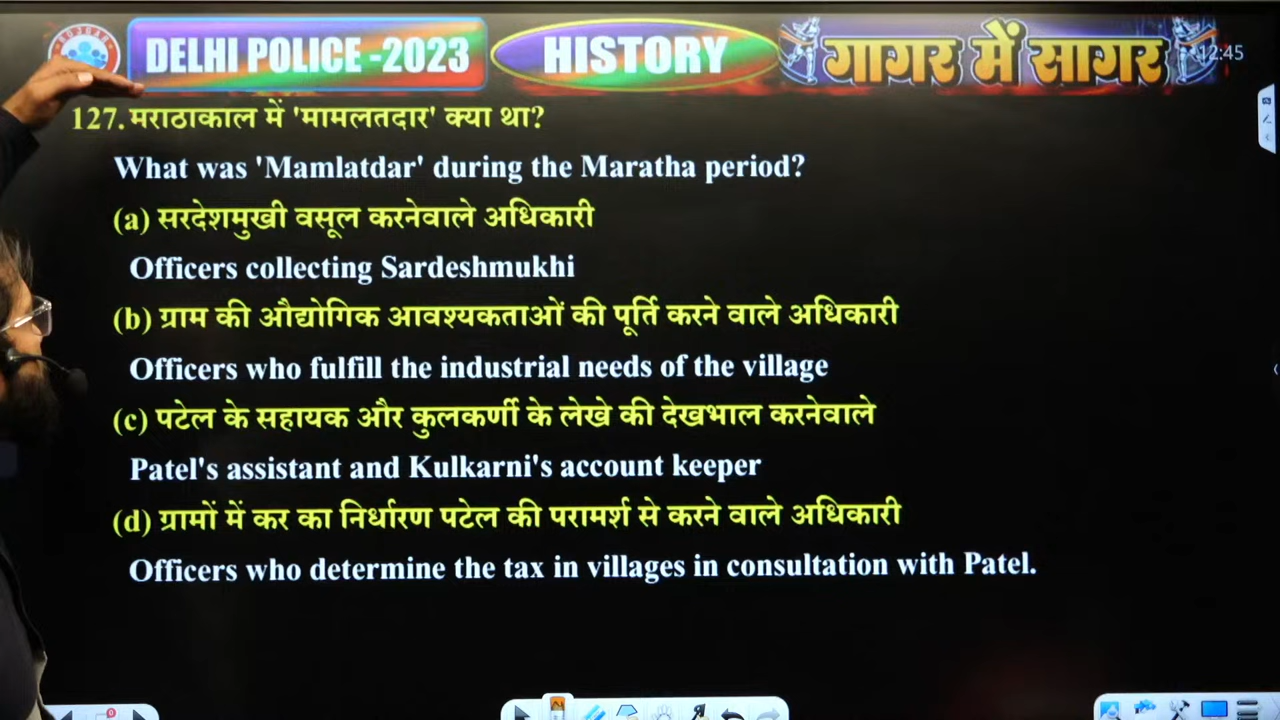 ROJGAR
DELHI POLICE -2023
HISTORY
गागर में सागर
12:45
127. मराठाकाल में 'मामलतदार' क्या था?
What was 'Mamlatdar' during the Maratha period?
(a) सरदेशमुखी वसूल करनेवाले अधिकारी
Officers collecting Sardeshmukhi
(b) ग्राम की औद्योगिक आवश्यकताओं की पूर्ति करने वाले अधिकारी
Officers who fulfill the industrial needs of the village
(c) पटेल के सहायक और कुलकर्णी के लेखे की देखभाल करनेवाले
Patel's assistant and Kulkarni's account keeper
(d) ग्रामों में कर का निर्धारण पटेल की परामर्श से करने वाले अधिकारी
Officers who determine the tax in villages in consultation with Patel.